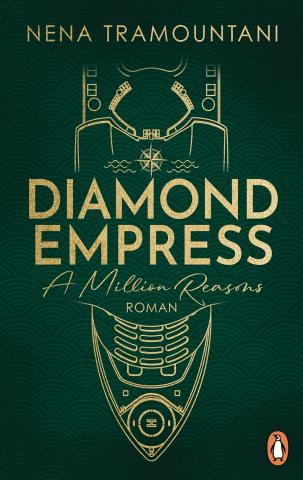 NENA TRAMOUNTANI
DIAMOND
EMPRESS
A Million Reasons
ROMAN